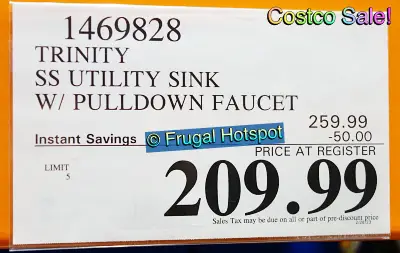 Costco Sale!
1469828
TRINITY
SS UTILITY SINK
W/ PULLDOWN FAUCET
259.99
Instant Savings
-50.00
© Frugal Hotspot
PRICE AT REGISTER
LIMIT
5
209.99
Sales Tax may be due on all or part of pre-discount price